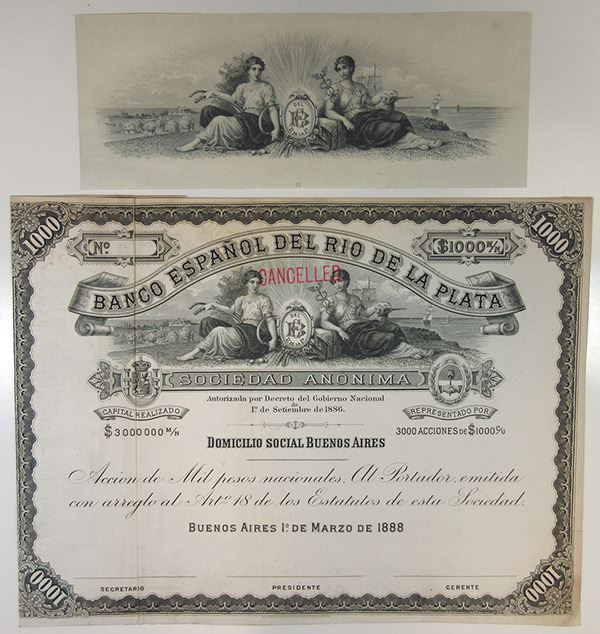 DEL
1000
1000
Nº
$1000 C/U
BANCO ESPAÑOL DEL RIO DE LA PLATA
CANCELLED
DEL
SOCIEDAD ANONIMA
Autorizada por Decreto del Gobierno Nacional
de
1º de Setiembre de 1886.
CAPITAL REALIZADO
REPRESENTADO POR
$3000000 M/N
3000 ACCIONES DE $1000 C/U
DOMICILIO SOCIAL BUENOS AIRES
Accion de Mil pesos nacionales, Al Portador, emitida
con arreglo al Artº 18 de los Estatutos de esta Sociedad.
BUENOS AIRES 1º DE MARZO DE 1888
1000
1000
SECRETARIO
PRESIDENTE
GERENTE